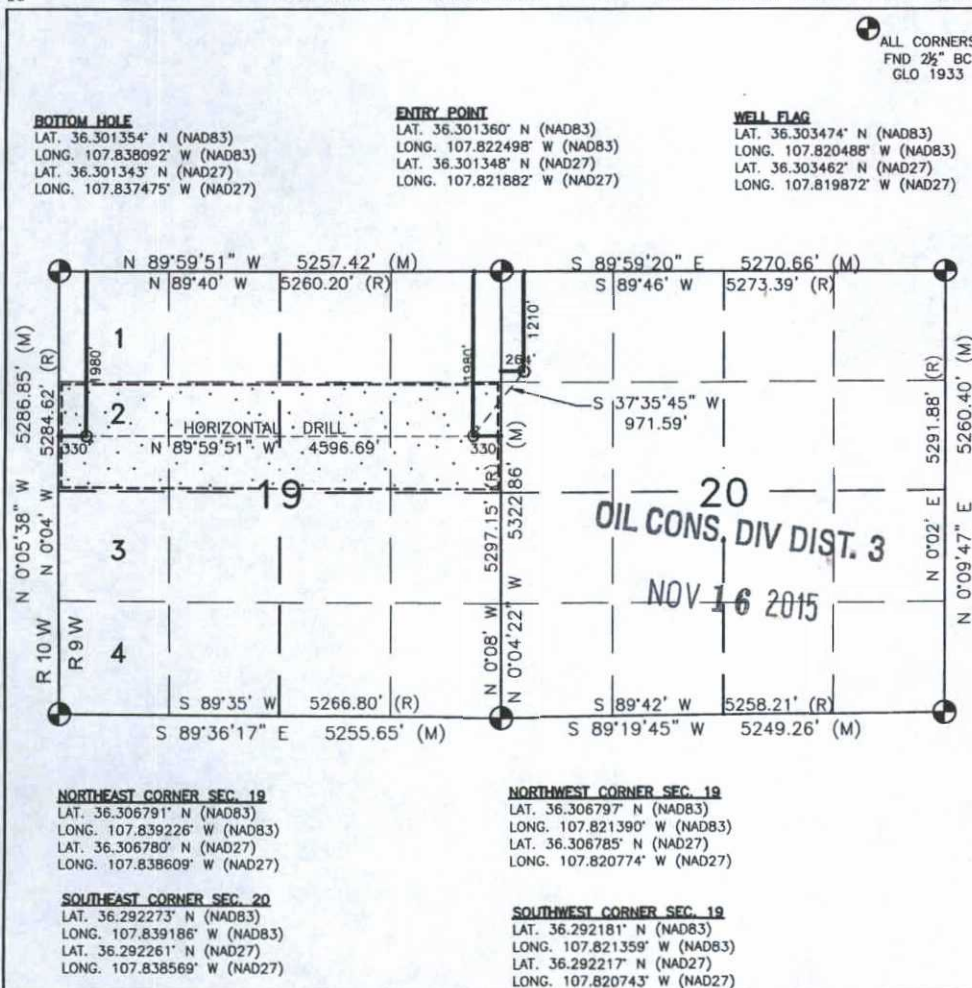 ALL CORNERS
FND 2½" BC
GLO 1933
BOTTOM HOLE
LAT. 36.301354° N (NAD83)
LONG. 107.838092° W (NAD83)
LAT. 36.301343° N (NAD27)
LONG. 107.837475° W (NAD27)
ENTRY POINT
LAT. 36.301360° N (NAD83)
LONG. 107.822498° W (NAD83)
LAT. 36.301348° N (NAD27)
LONG. 107.821882° W (NAD27)
WELL FLAG
LAT. 36.303474° N (NAD83)
LONG. 107.820488° W (NAD83)
LAT. 36.303462° N (NAD27)
LONG. 107.819872° W (NAD27)
N 89°59'51" W 5257.42' (M)
N 89°40' W 5260.20' (R)
S 89°59'20" E 5270.66' (M)
S 89°46' W 5273.39' (R)
N 0°05'38" W 5286.85' (M)
N 0°04' W 5284.62' (R)
R 10 W
R 9 W
1
2
3
4
1980'
330'
HORIZONTAL DRILL
N 89°59'51" W 4596.69'
1980'
330'
1210'
264'
S 37°35'45" W
971.59'
19
20
N 0°08' W 5297.15' (R)
N 0°04'22" W 5322.86' (M)
OIL CONS. DIV DIST. 3
NOV 16 2015
N 0°02' E 5291.88' (R)
N 0°09'47" E 5260.40' (M)
S 89°35' W 5266.80' (R)
S 89°36'17" E 5255.65' (M)
S 89°42' W 5258.21' (R)
S 89°19'45" W 5249.26' (M)
NORTHEAST CORNER SEC. 19
LAT. 36.306791° N (NAD83)
LONG. 107.839226° W (NAD83)
LAT. 36.306780° N (NAD27)
LONG. 107.838609° W (NAD27)
NORTHWEST CORNER SEC. 19
LAT. 36.306797° N (NAD83)
LONG. 107.821390° W (NAD83)
LAT. 36.306785° N (NAD27)
LONG. 107.820774° W (NAD27)
SOUTHEAST CORNER SEC. 20
LAT. 36.292273° N (NAD83)
LONG. 107.839186° W (NAD83)
LAT. 36.292261° N (NAD27)
LONG. 107.838569° W (NAD27)
SOUTHWEST CORNER SEC. 19
LAT. 36.292181° N (NAD83)
LONG. 107.821359° W (NAD83)
LAT. 36.292217° N (NAD27)
LONG. 107.820743° W (NAD27)